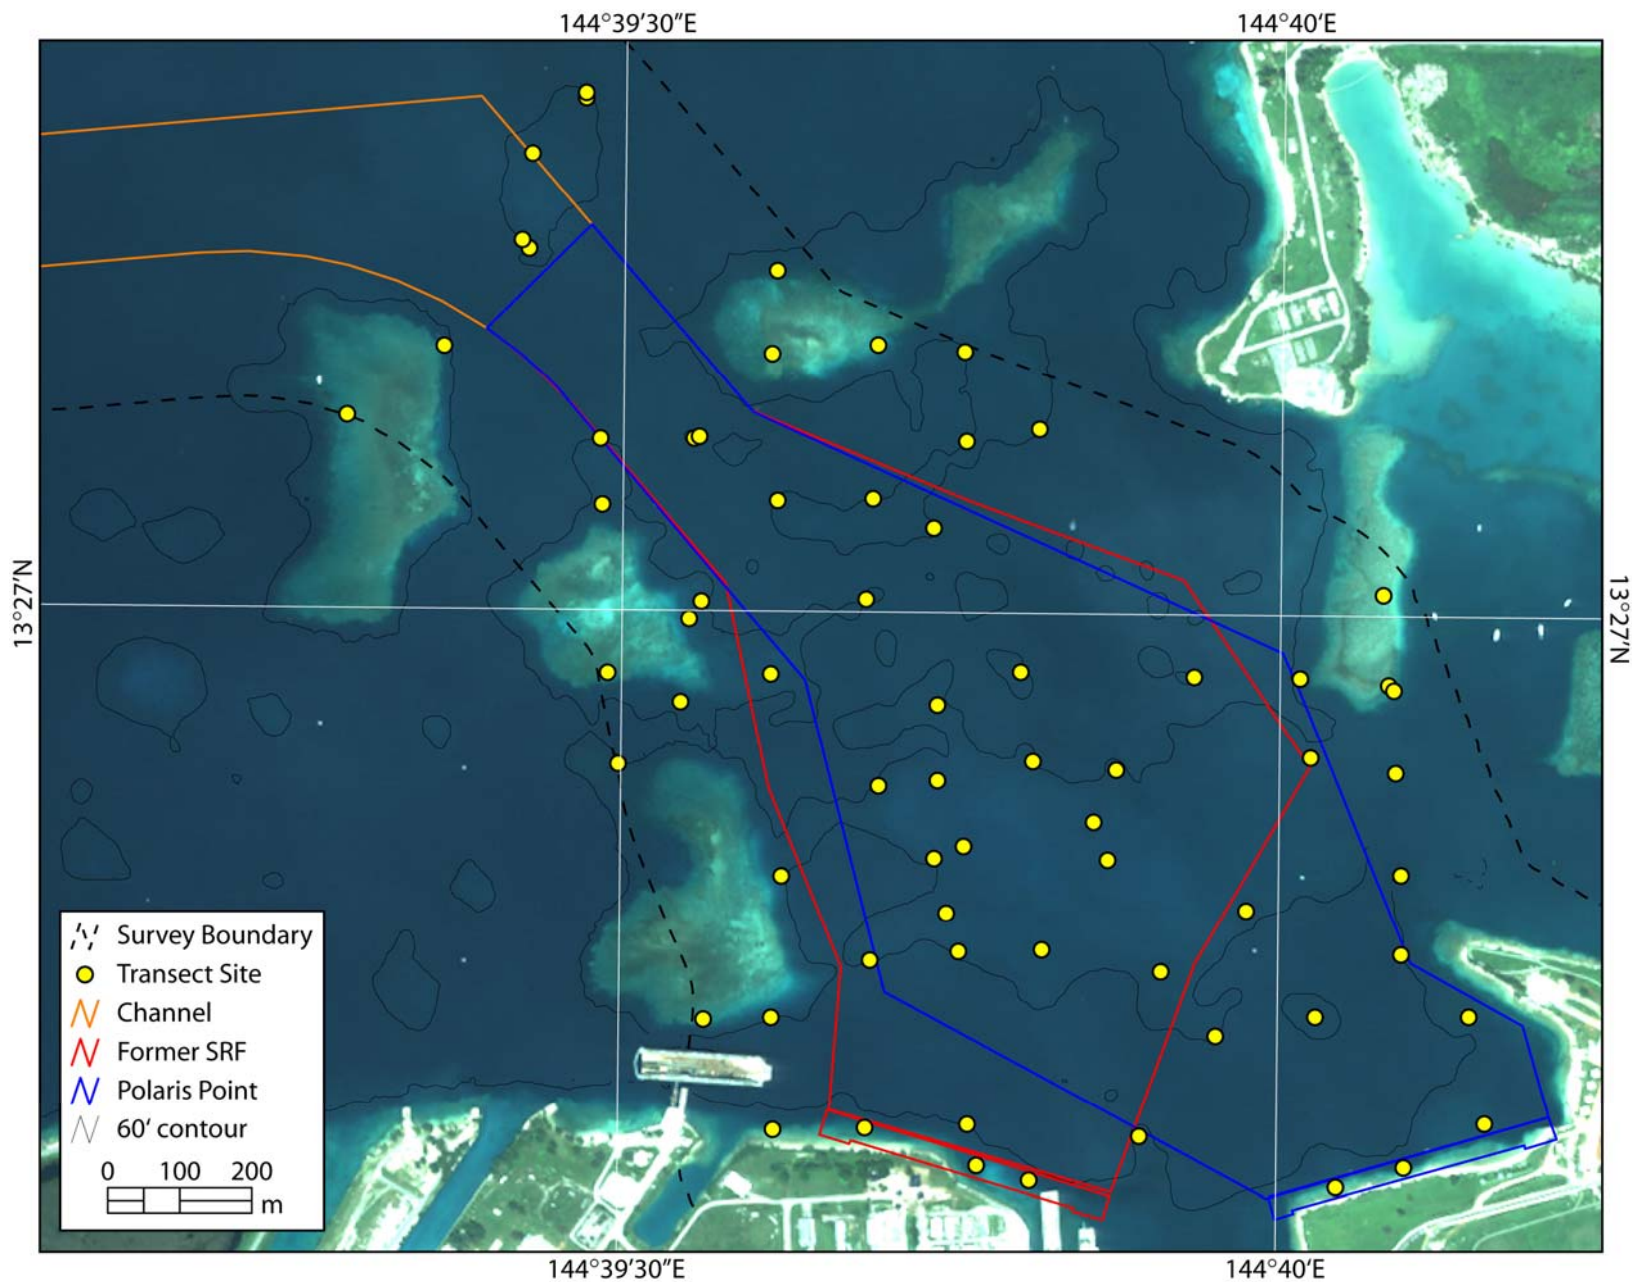 144°39'30”E
144°40‘E
13°27’N
13°27’N
Survey Boundary
Transect Site
Channel
Former SRF
Polaris Point
60‘ contour
0 100 200
m
144°39'30”E
144°40‘E